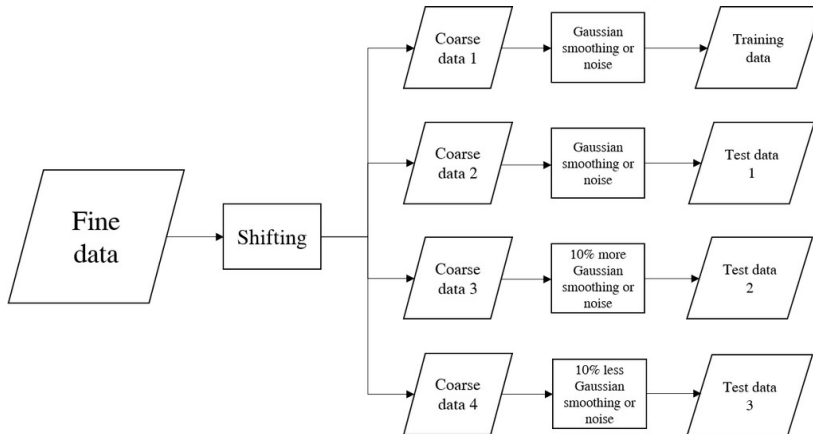 Fine
data
Shifting
Coarse
data 1
Gaussian
smoothing or
noise
Training
data
Coarse
data 2
Gaussian
smoothing or
noise
Test data
1
Coarse
data 3
10% more
Gaussian
smoothing or
noise
Test data
2
Coarse
data 4
10% less
Gaussian
smoothing or
noise
Test data
3